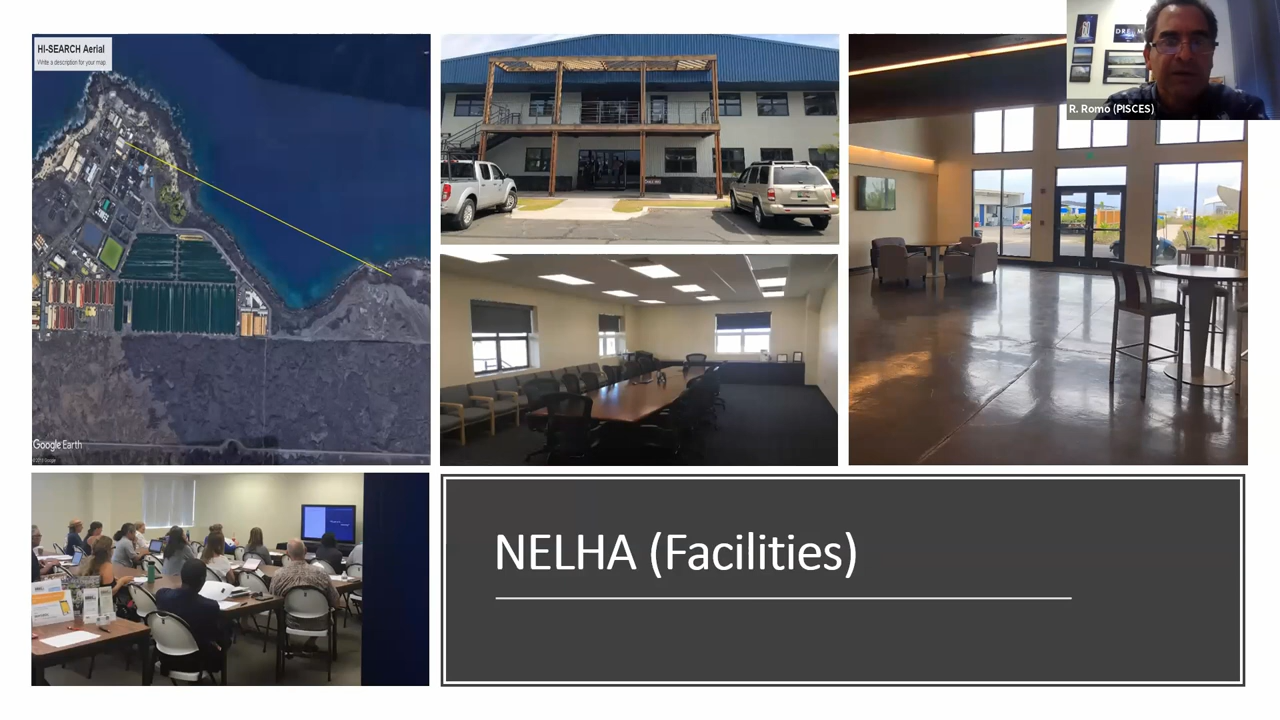 HI-SEARCH Aerial
Write a description for your map
Google Earth
R. Romo (PISCES)
NELHA (Facilities)